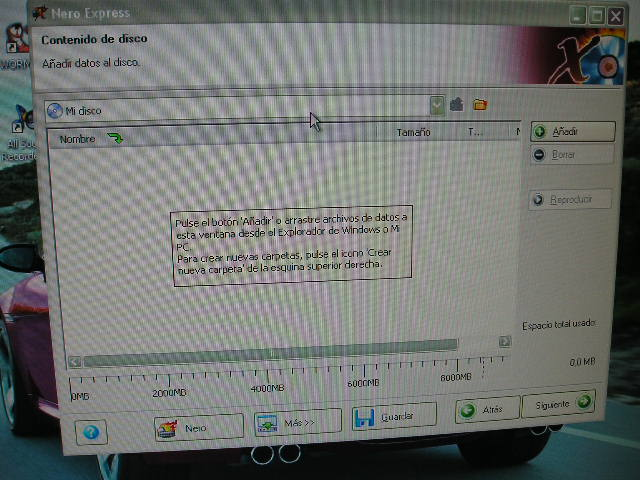 Nero Express
Contenido de disco
Añadir datos al disco.
Mi disco
Nombre Tamaño T...
Añadir
Borrar
Reproducir
Pulse el botón 'Añadir' o arrastre archivos de datos a
esta ventana desde el Explorador de Windows o Mi
PC.
Para crear nuevas carpetas, pulse el icono 'Crear
nueva carpeta' de la esquina superior derecha.
Espacio total usado:
0,0 MB
0MB 2000MB 4000MB 6000MB 8000MB
Nero
Más >>
Guardar
Atrás
Siguiente
All Sou
Recorde
WORM